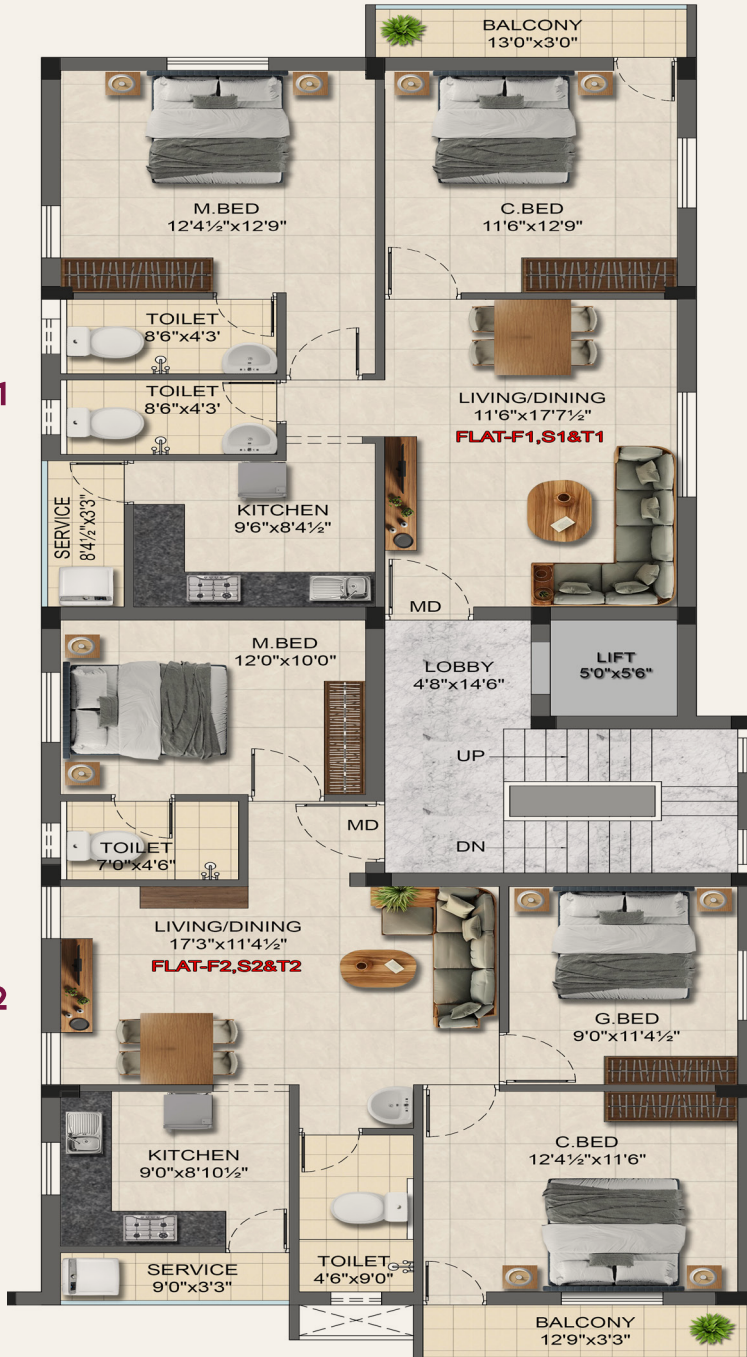 BALCONY
13'0"x3'0"
M.BED
12'4½"x12'9"
C.BED
11'6"x12'9"
TOILET
8'6"x4'3'
1
TOILET
8'6"x4'3'
LIVING/DINING
11'6"x17'7½"
FLAT-F1,S1&T1
KITCHEN
9'6"x8'4½"
SERVICE
8'4½"x3'3"
MD
M.BED
12'0"x10'0"
LOBBY
4'8"x14'6"
LIFT
5'0"x5'6"
UP
MD
DN
TOILET
7'0"x4'6"
2
LIVING/DINING
17'3"x11'4½"
FLAT-F2,S2&T2
G.BED
9'0"x11'4½"
KITCHEN
9'0"x8'10½"
C.BED
12'4½"x11'6"
TOILET
4'6"x9'0"
SERVICE
9'0"x3'3"
BALCONY
12'9"x3'3"